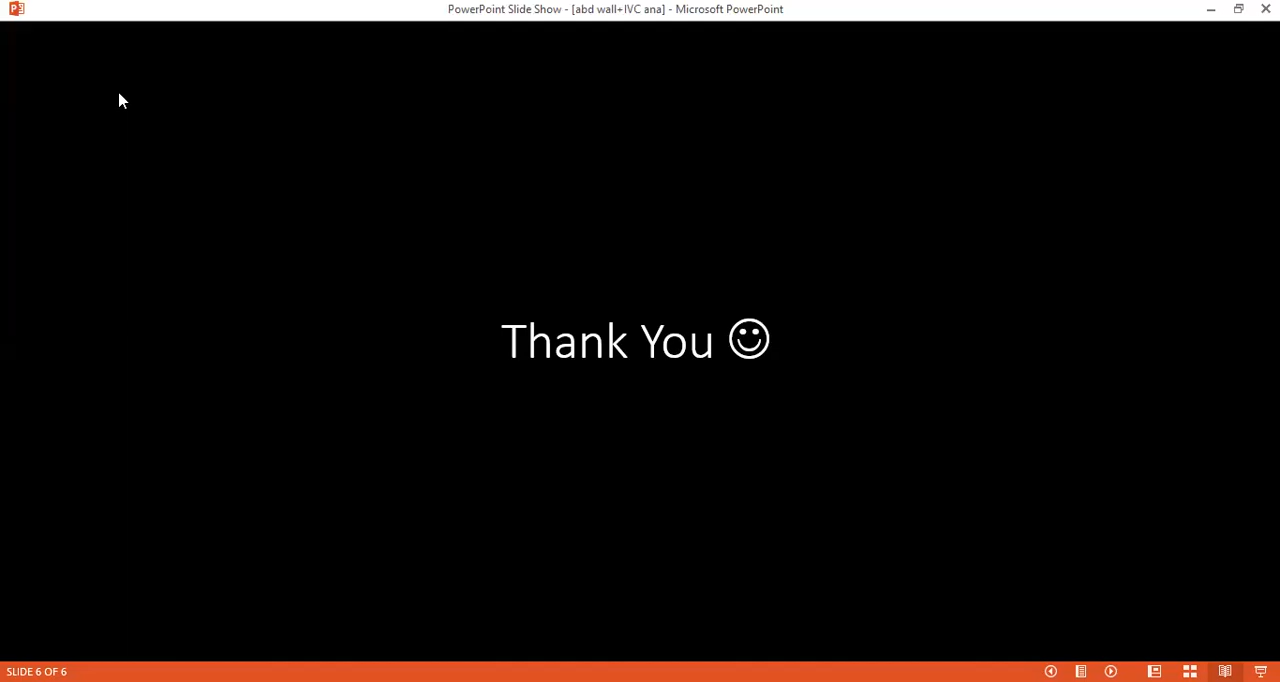 PowerPoint Slide Show - [abd wall+IVC ana] - Microsoft PowerPoint
Thank You ☺
SLIDE 6 OF 6